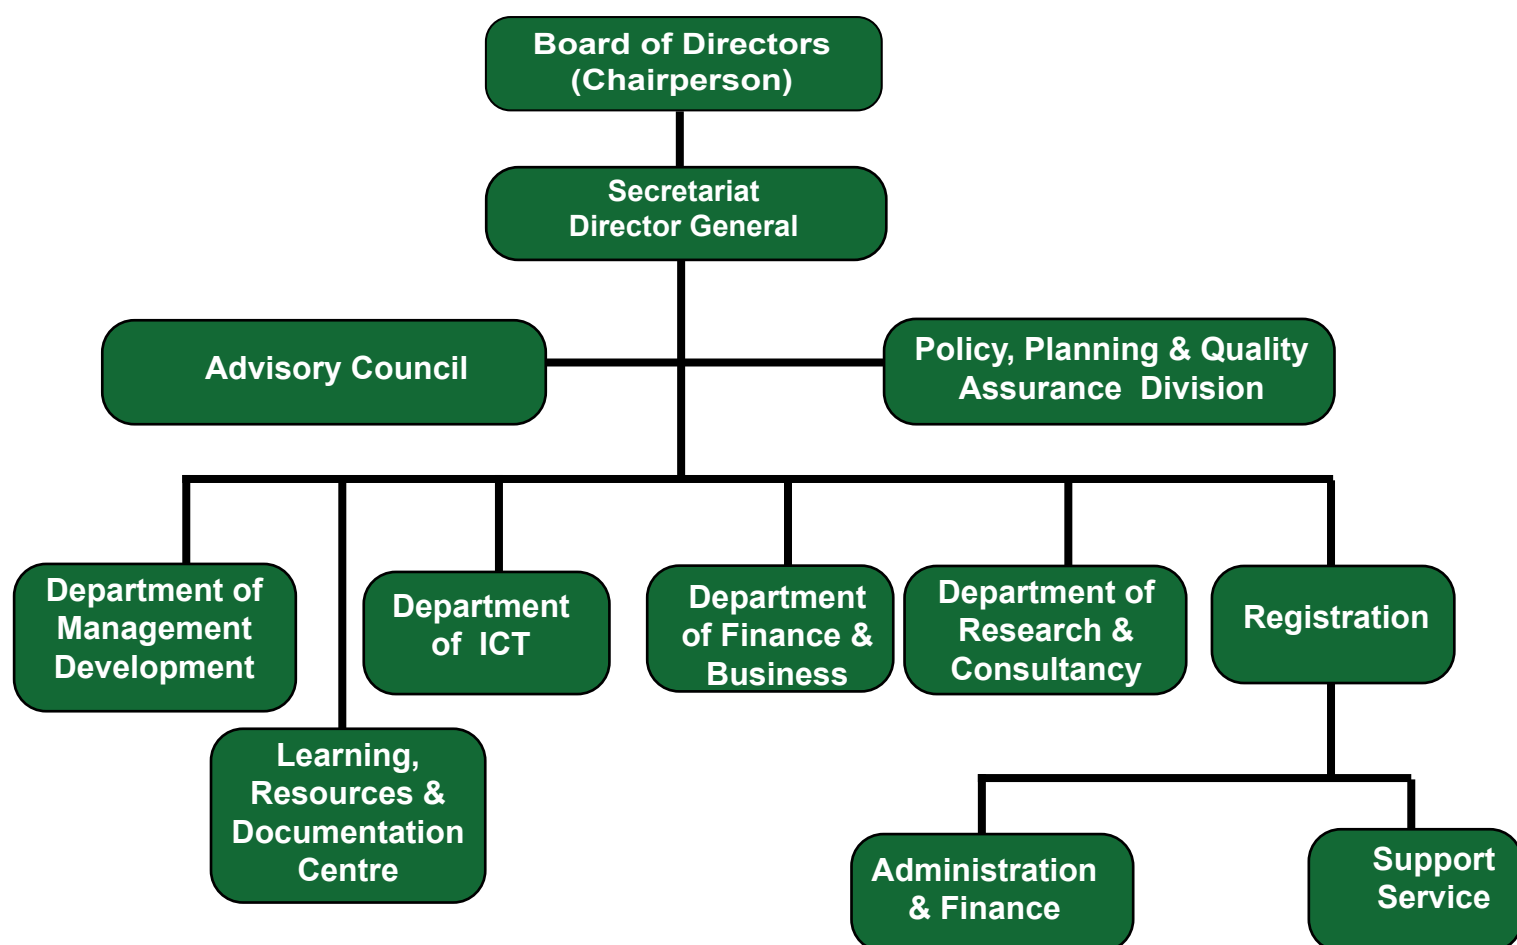 Board of Directors
(Chairperson)
Secretariat
Director General
Advisory Council
Policy, Planning & Quality
Assurance Division
Department of
Management
Development
Department
of ICT
Department
of Finance &
Business
Department of
Research &
Consultancy
Registration
Learning,
Resources &
Documentation
Centre
Administration
& Finance
Support
Service